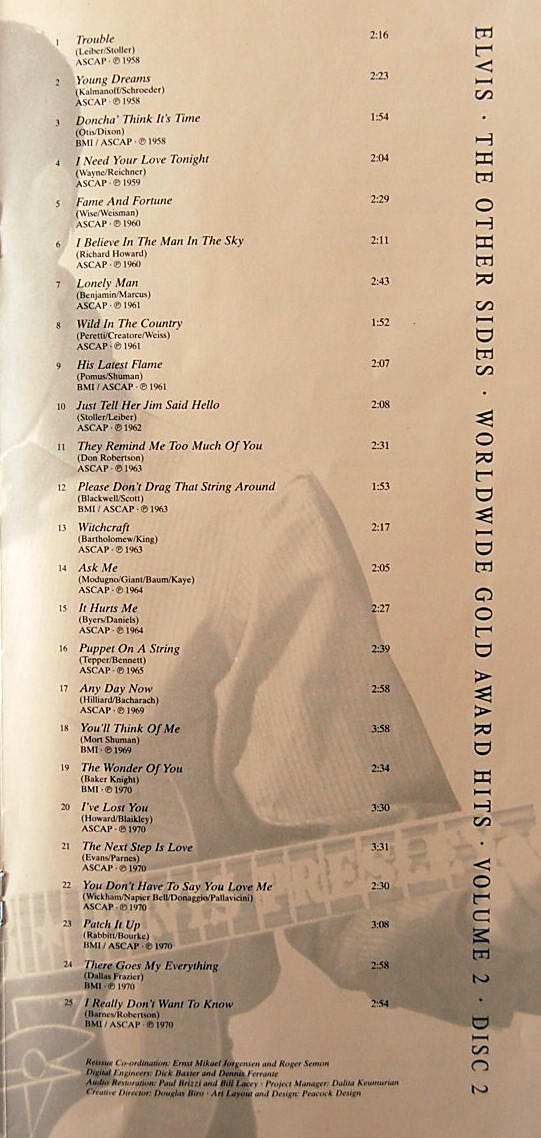 1 Trouble 2:16
(Leiber/Stoller)
ASCAP · ℗ 1958
2 Young Dreams 2:23
(Kalmanoff/Schroeder)
ASCAP · ℗ 1958
3 Doncha' Think It's Time 1:54
(Otis/Dixon)
BMI / ASCAP · ℗ 1958
4 I Need Your Love Tonight 2:04
(Wayne/Reichner)
ASCAP · ℗ 1959
5 Fame And Fortune 2:29
(Wise/Weisman)
ASCAP · ℗ 1960
6 I Believe In The Man In The Sky 2:11
(Richard Howard)
ASCAP · ℗ 1960
7 Lonely Man 2:43
(Benjamin/Marcus)
ASCAP · ℗ 1961
8 Wild In The Country 1:52
(Peretti/Creatore/Weiss)
ASCAP · ℗ 1961
9 His Latest Flame 2:07
(Pomus/Shuman)
BMI / ASCAP · ℗ 1961
10 Just Tell Her Jim Said Hello 2:08
(Stoller/Leiber)
ASCAP · ℗ 1962
11 They Remind Me Too Much Of You 2:31
(Don Robertson)
ASCAP · ℗ 1963
12 Please Don't Drag That String Around 1:53
(Blackwell/Scott)
BMI / ASCAP · ℗ 1963
13 Witchcraft 2:17
(Bartholomew/King)
ASCAP · ℗ 1963
14 Ask Me 2:05
(Modugno/Giant/Baum/Kaye)
ASCAP · ℗ 1964
15 It Hurts Me 2:27
(Byers/Daniels)
ASCAP · ℗ 1964
16 Puppet On A String 2:39
(Tepper/Bennett)
ASCAP · ℗ 1965
17 Any Day Now 2:58
(Hilliard/Bacharach)
ASCAP · ℗ 1969
18 You'll Think Of Me 3:58
(Mort Shuman)
BMI · ℗ 1969
19 The Wonder Of You 2:34
(Baker Knight)
BMI · ℗ 1970
20 I've Lost You 3:30
(Howard/Blaikley)
ASCAP · ℗ 1970
21 The Next Step Is Love 3:31
(Evans/Parnes)
ASCAP · ℗ 1970
22 You Don't Have To Say You Love Me 2:30
(Wickham/Napier Bell/Donaggio/Pallavicini)
ASCAP · ℗ 1970
23 Patch It Up 3:08
(Rabbitt/Bourke)
BMI / ASCAP · ℗ 1970
24 There Goes My Everything 2:58
(Dallas Frazier)
BMI · ℗ 1970
25 I Really Don't Want To Know 2:54
(Barnes/Robertson)
BMI / ASCAP · ℗ 1970
Reissue Co-ordination: Ernst Mikael Jorgensen and Roger Semon
Digital Engineers: Dick Baxter and Dennis Ferrante
Audio Restoration: Paul Brizzi and Bill Lacey · Project Manager: Dalita Keumurian
Creative Director: Douglas Biro · Art Layout and Design: Peacock Design
ELVIS · THE OTHER SIDES · WORLDWIDE GOLD AWARD HITS · VOLUME 2 · DISC 2
PRESLEY